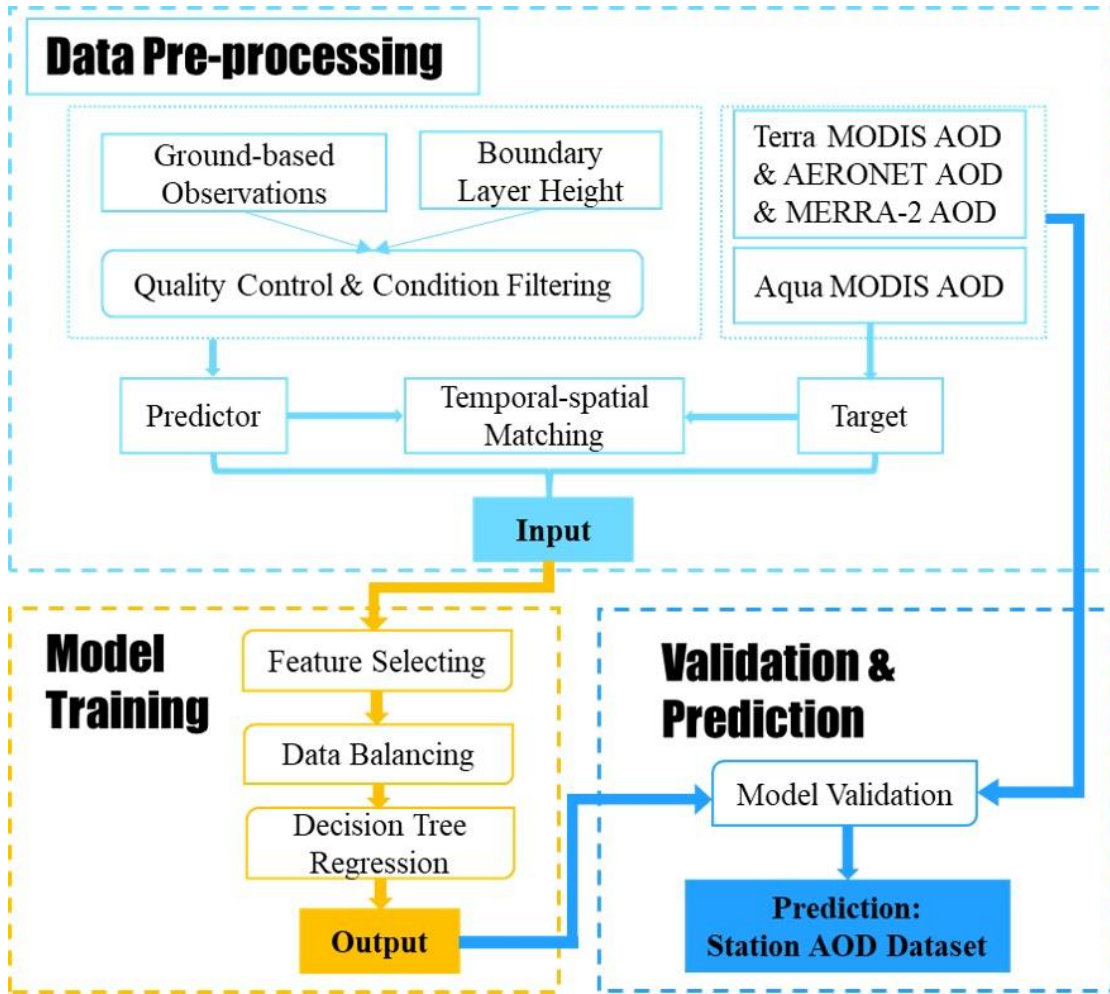 Data Pre-processing
Ground-based
Observations
Boundary
Layer Height
Quality Control & Condition Filtering
Terra MODIS AOD
& AERONET AOD
& MERRA-2 AOD
Aqua MODIS AOD
Predictor
Temporal-spatial
Matching
Target
Input
Model
Training
Feature Selecting
Data Balancing
Decision Tree
Regression
Output
Validation &
Prediction
Model Validation
Prediction:
Station AOD Dataset